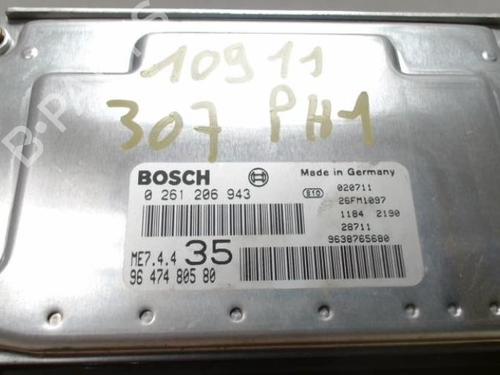 10911
307 PH1
BOSCH
Made in Germany
0 261 206 943
810 020711
26FM1097
1184 2190
28711
9638765680
ME7.4.4 35
96 474 805 80